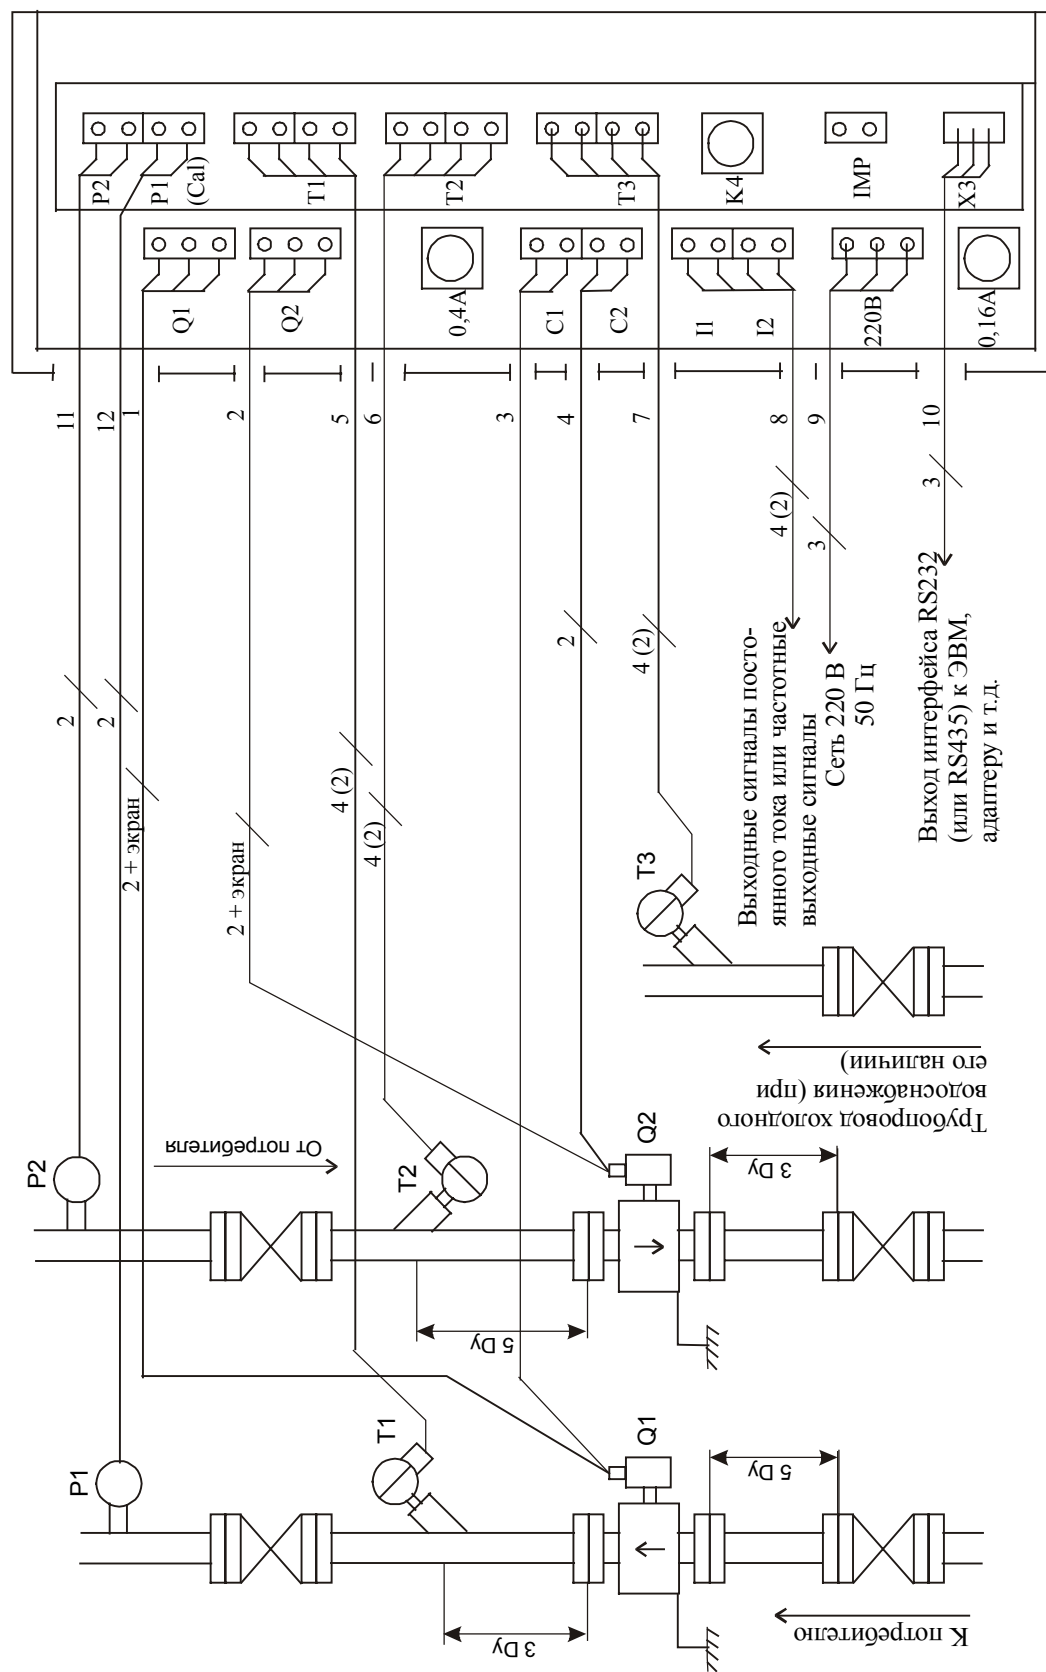 P2
P1
(Cal)
T1
T2
T3
K4
IMP
X3
Q1
Q2
0,4A
C1
C2
I1
I2
220В
0,16A
11
12
1
2
5
6
3
4
7
8
9
10
2
2
2 + экран
2 + экран
4 (2)
4 (2)
2
4 (2)
4 (2)
3
3
Выходные сигналы посто-
янного тока или частотные
выходные сигналы
Сеть 220 В
50 Гц
Выход интерфейса RS232
(или RS435) к ЭВМ,
адаптеру и т.д.
P2
От потребителя
T2
Q2
5 Dy
3 Dy
T3
Трубопровод холодного
водоснабжения (при
его наличии)
P1
T1
Q1
3 Dy
5 Dy
К потребителю